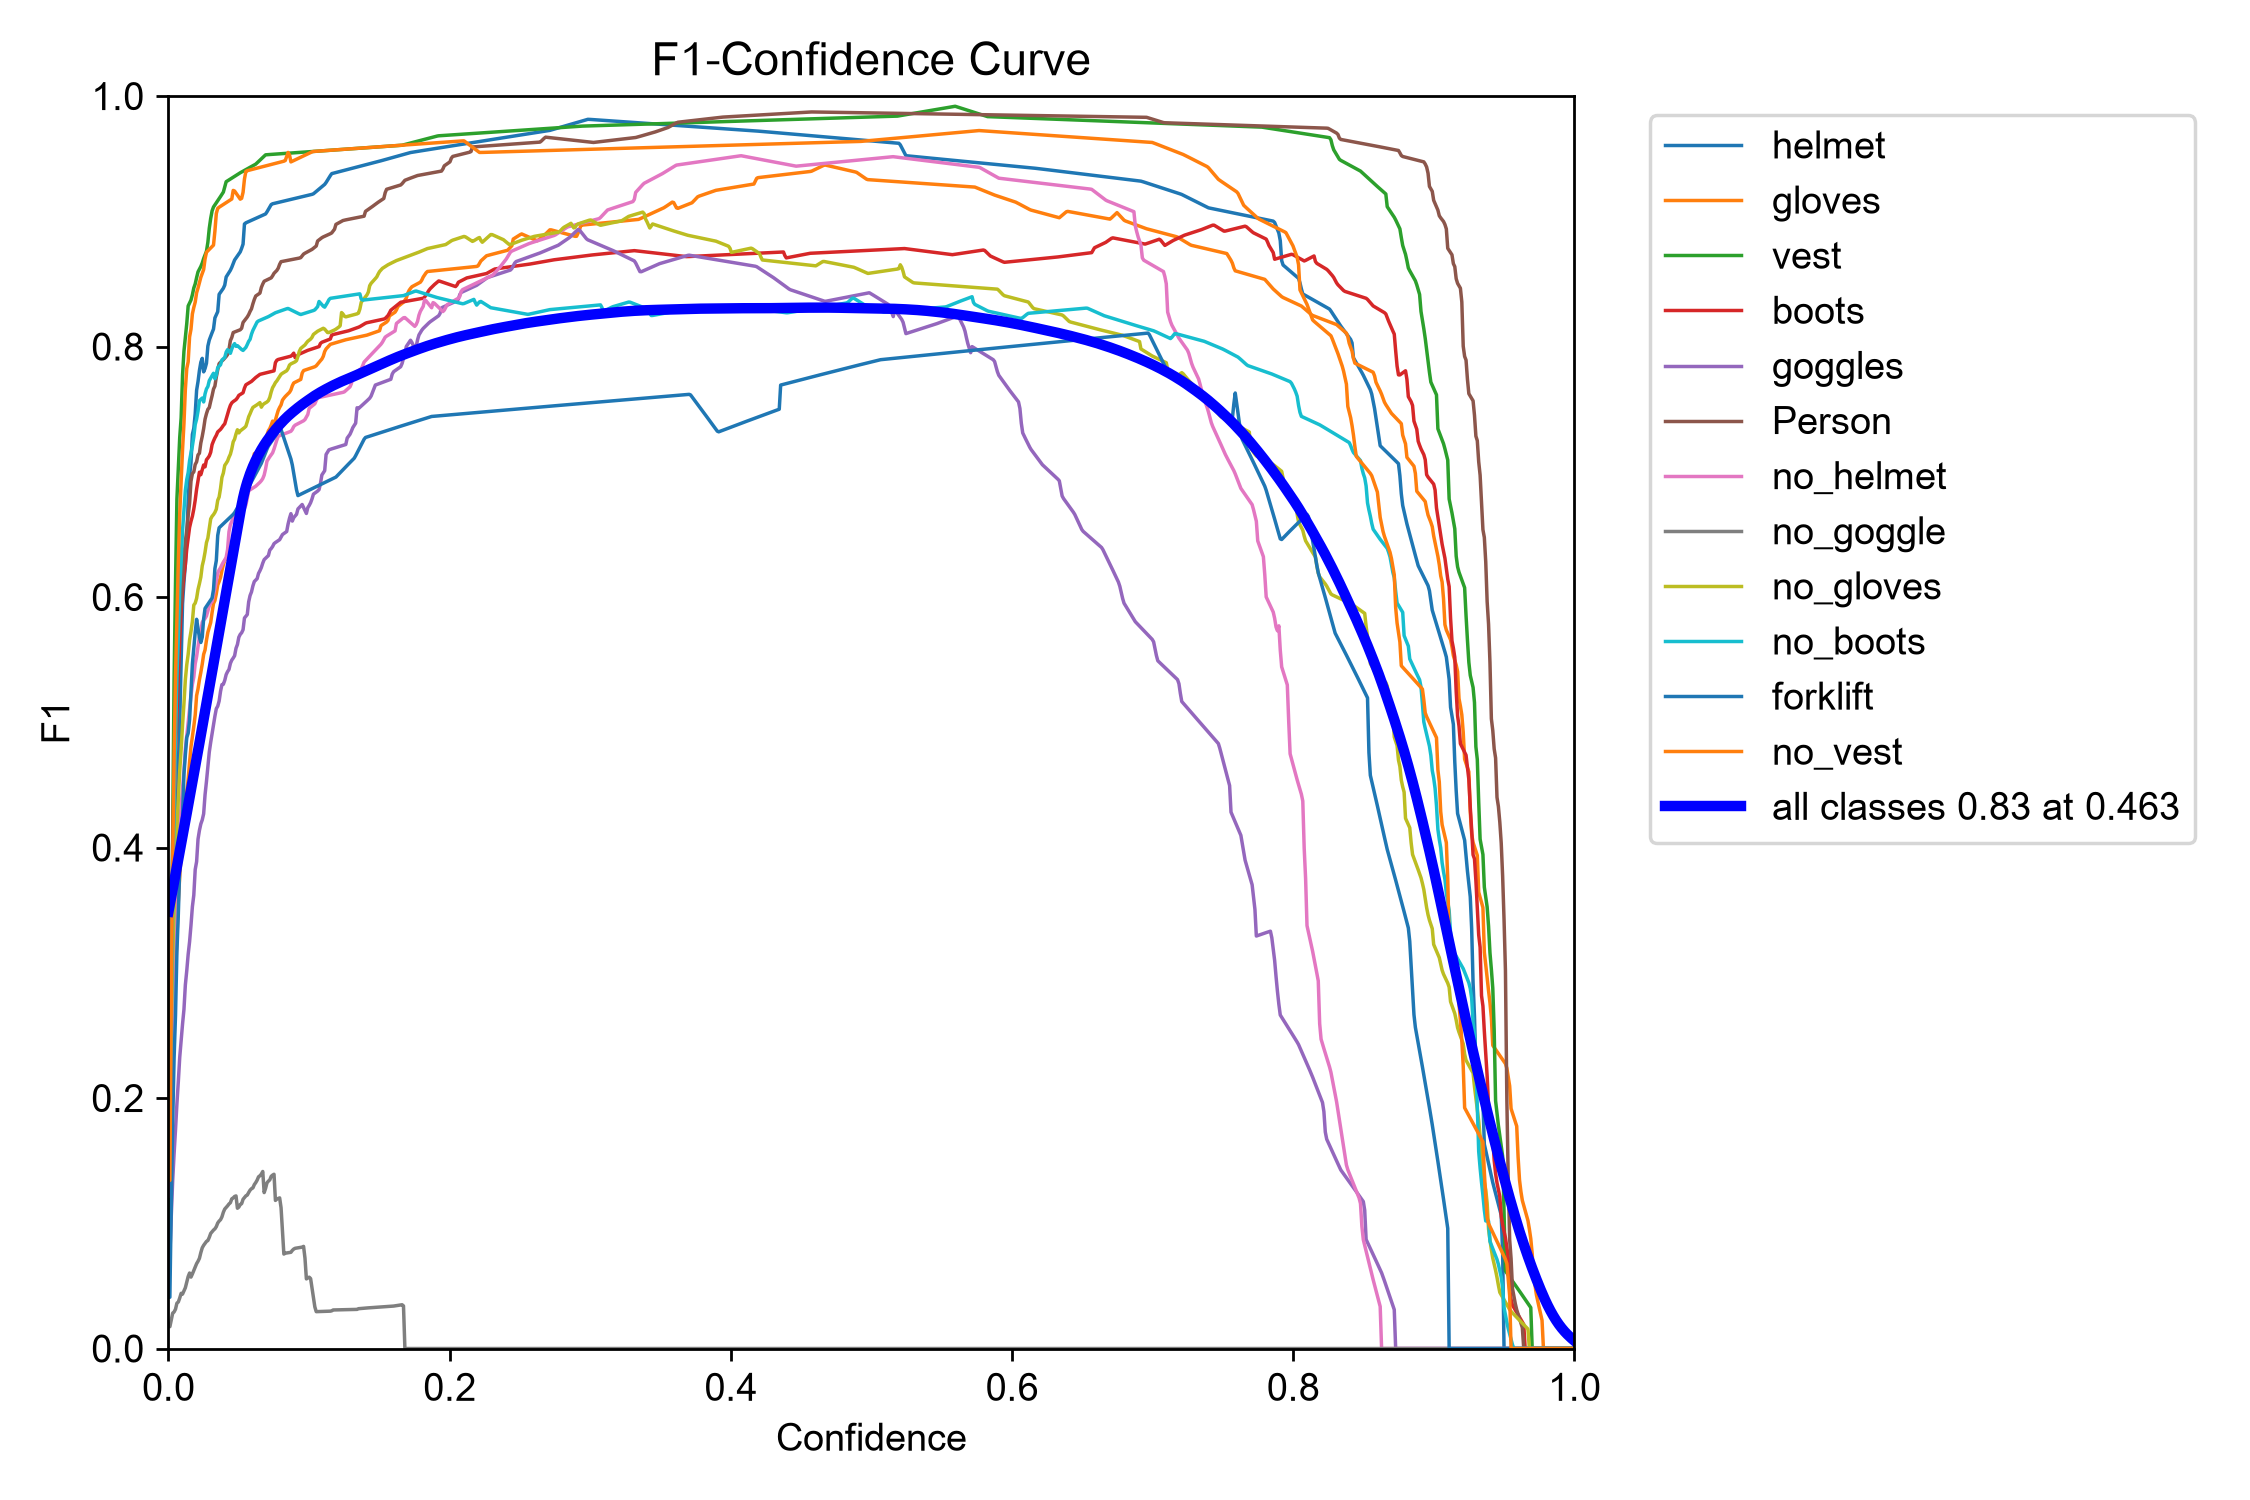 F1-Confidence Curve
1.0
0.8
0.6
0.4
0.2
0.0
F1
0.0 0.2 0.4 0.6 0.8 1.0
Confidence
helmet
gloves
vest
boots
goggles
Person
no_helmet
no_goggle
no_gloves
no_boots
forklift
no_vest
all classes 0.83 at 0.463